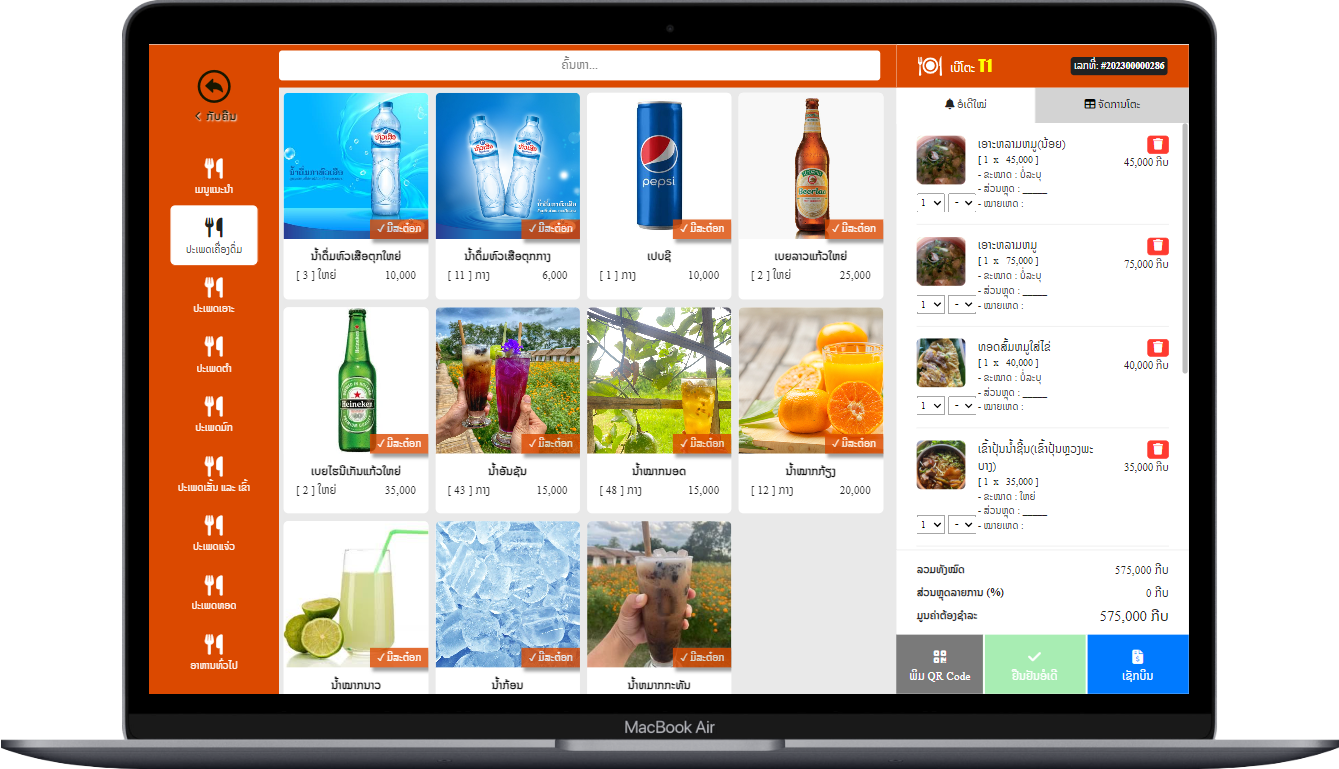 ຄົ້ນຫາ...
ເບີໂຕະ T1
ເລກທີ່: #202300000286
< ກັບຄືນ
ເມນູແນະນຳ
ປະເພດເຄື່ອງດື່ມ
ປະເພດເອາະ
ປະເພດຕຳ
ປະເພດພັກ
ປະເພດເສັ້ນ ແລະ ເຂົ້າ
ປະເພດແຈ່ວ
ປະເພດທອດ
ອາຫານທົ່ວໄປ
✓ ມີສະຕ໋ອກ
ນ້ຳດື່ມຫົວເສືອຕຸກໃຫຍ່
[ 3 ] ໃຫຍ່ 10,000
✓ ມີສະຕ໋ອກ
ນ້ຳດື່ມຫົວເສືອຕຸກກາງ
[ 11 ] ກາງ 6,000
pepsi
✓ ມີສະຕ໋ອກ
ເປບຊີ
[ 1 ] ກາງ 10,000
Beerlao
✓ ມີສະຕ໋ອກ
ເບຍລາວແກ້ວໃຫຍ່
[ 2 ] ໃຫຍ່ 25,000
Heineken
✓ ມີສະຕ໋ອກ
ເບຍໄຮນີເກັນແກ້ວໃຫຍ່
[ 2 ] ໃຫຍ່ 35,000
✓ ມີສະຕ໋ອກ
ນ້ຳອັນຊັນ
[ 43 ] ກາງ 15,000
✓ ມີສະຕ໋ອກ
ນ້ຳໝາກນອດ
[ 48 ] ກາງ 15,000
✓ ມີສະຕ໋ອກ
ນ້ຳໝາກກ້ຽງ
[ 12 ] ກາງ 20,000
✓ ມີສະຕ໋ອກ
ນ້ຳໝາກນາວ
✓ ມີສະຕ໋ອກ
ນ້ຳກ້ອນ
✓ ມີສະຕ໋ອກ
ນ້ຳຫມາກກະທັນ
ອໍເດີໃໝ່
ຈັດການໂຕະ
ເອາະຫລາມຫມູ(ນ້ອຍ)
[ 1 x 45,000 ]
45,000 ກີບ
- ຂະໜາດ : ບໍ່ລະບຸ
- ສ່ວນຫຼຸດ : _____
1 - - ໝາຍເຫດ :
ເອາະຫລາມຫມູ
[ 1 x 75,000 ]
75,000 ກີບ
- ຂະໜາດ : ບໍ່ລະບຸ
- ສ່ວນຫຼຸດ : _____
1 - - ໝາຍເຫດ :
ທອດສົ້ມຫມູໃສ່ໄຂ່
[ 1 x 40,000 ]
40,000 ກີບ
- ຂະໜາດ : ບໍ່ລະບຸ
- ສ່ວນຫຼຸດ : _____
1 - - ໝາຍເຫດ :
ເຂົ້າປຸ້ນນ້ຳຊີ້ນ(ເຂົ້າປຸ້ນຫຼວງພະ
ບາງ)
35,000 ກີບ
[ 1 x 35,000 ]
- ຂະໜາດ : ໃຫຍ່
- ສ່ວນຫຼຸດ : _____
1 - - ໝາຍເຫດ :
ລວມທັງໝົດ 575,000 ກີບ
ສ່ວນຫຼຸດລາຍການ (%) 0 ກີບ
ມູນຄ່າຕ້ອງຊຳລະ 575,000 ກີບ
ພິມ QR Code
ຢືນຢັນອໍເດີ
ເຊັກບິນ
MacBook Air